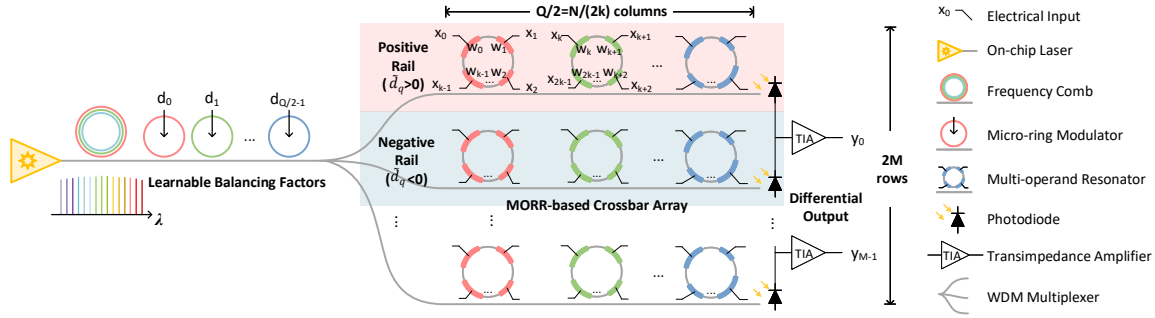 Q/2=N/(2k) columns
Positive
Rail
(d̃q>0)
x0
x1
w0
w1
wk-1
w2
xk-1
...
x2
xk
xk+1
wk
wk+1
w2k-1
wk+2
x2k-1
...
xk+2
...
...
d0
d1
...
dQ/2-1
Learnable Balancing Factors
λ
Negative
Rail
(d̃q<0)
...
...
...
...
MORR-based Crossbar Array
TIA
y0
Differential
Output
2M
rows
...
...
...
...
...
...
...
TIA
yM-1
x0
Electrical Input
On-chip Laser
Frequency Comb
Micro-ring Modulator
Multi-operand Resonator
Photodiode
TIA
Transimpedance Amplifier
WDM Multiplexer